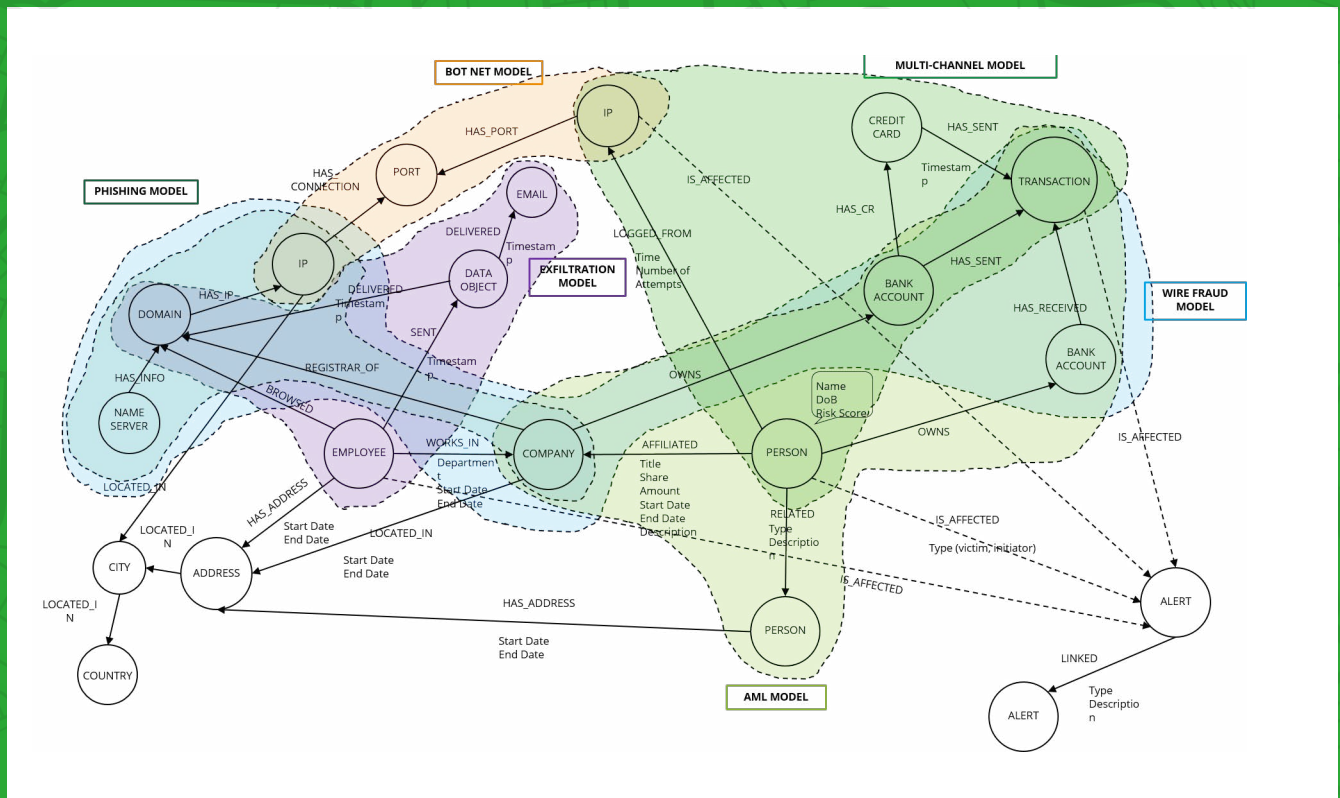 MULTI-CHANNEL MODEL
BOT NET MODEL
IP
CREDIT
CARD
HAS_SENT
HAS_PORT
Timestam
p
PORT
HAS_
CONNECTION
IS_AFFECTED
TRANSACTION
PHISHING MODEL
EMAIL
HAS_CR
DELIVERED
LOGGED_FROM
Timestam
p
Time
Number of
Attempts
HAS_SENT
IP
DATA
OBJECT
EXFILTRATION
MODEL
BANK
ACCOUNT
WIRE FRAUD
MODEL
HAS_IP
DELIVERED
Timestam
p
DOMAIN
HAS_RECEIVED
SENT
BANK
ACCOUNT
REGISTRAR_OF
Timestam
p
OWNS
HAS_INFO
BROWSED
Name
DoB
Risk Score
NAME
SERVER
OWNS
IS_AFFECTED
EMPLOYEE
WORKS_IN
COMPANY
AFFILIATED
PERSON
Departmen
t
Start Date
End Date
Title
Share
Amount
Start Date
End Date
Description
LOCATED_IN
HAS_ADDRESS
RELATED
Type
Descriptio
n
IS_AFFECTED
Type (victim, initiator)
LOCATED_I
N
Start Date
End Date
LOCATED_IN
Start Date
End Date
CITY
ADDRESS
IS_AFFECTED
LOCATED_I
N
HAS_ADDRESS
ALERT
PERSON
Start Date
End Date
LINKED
COUNTRY
AML MODEL
Type
Descriptio
n
ALERT